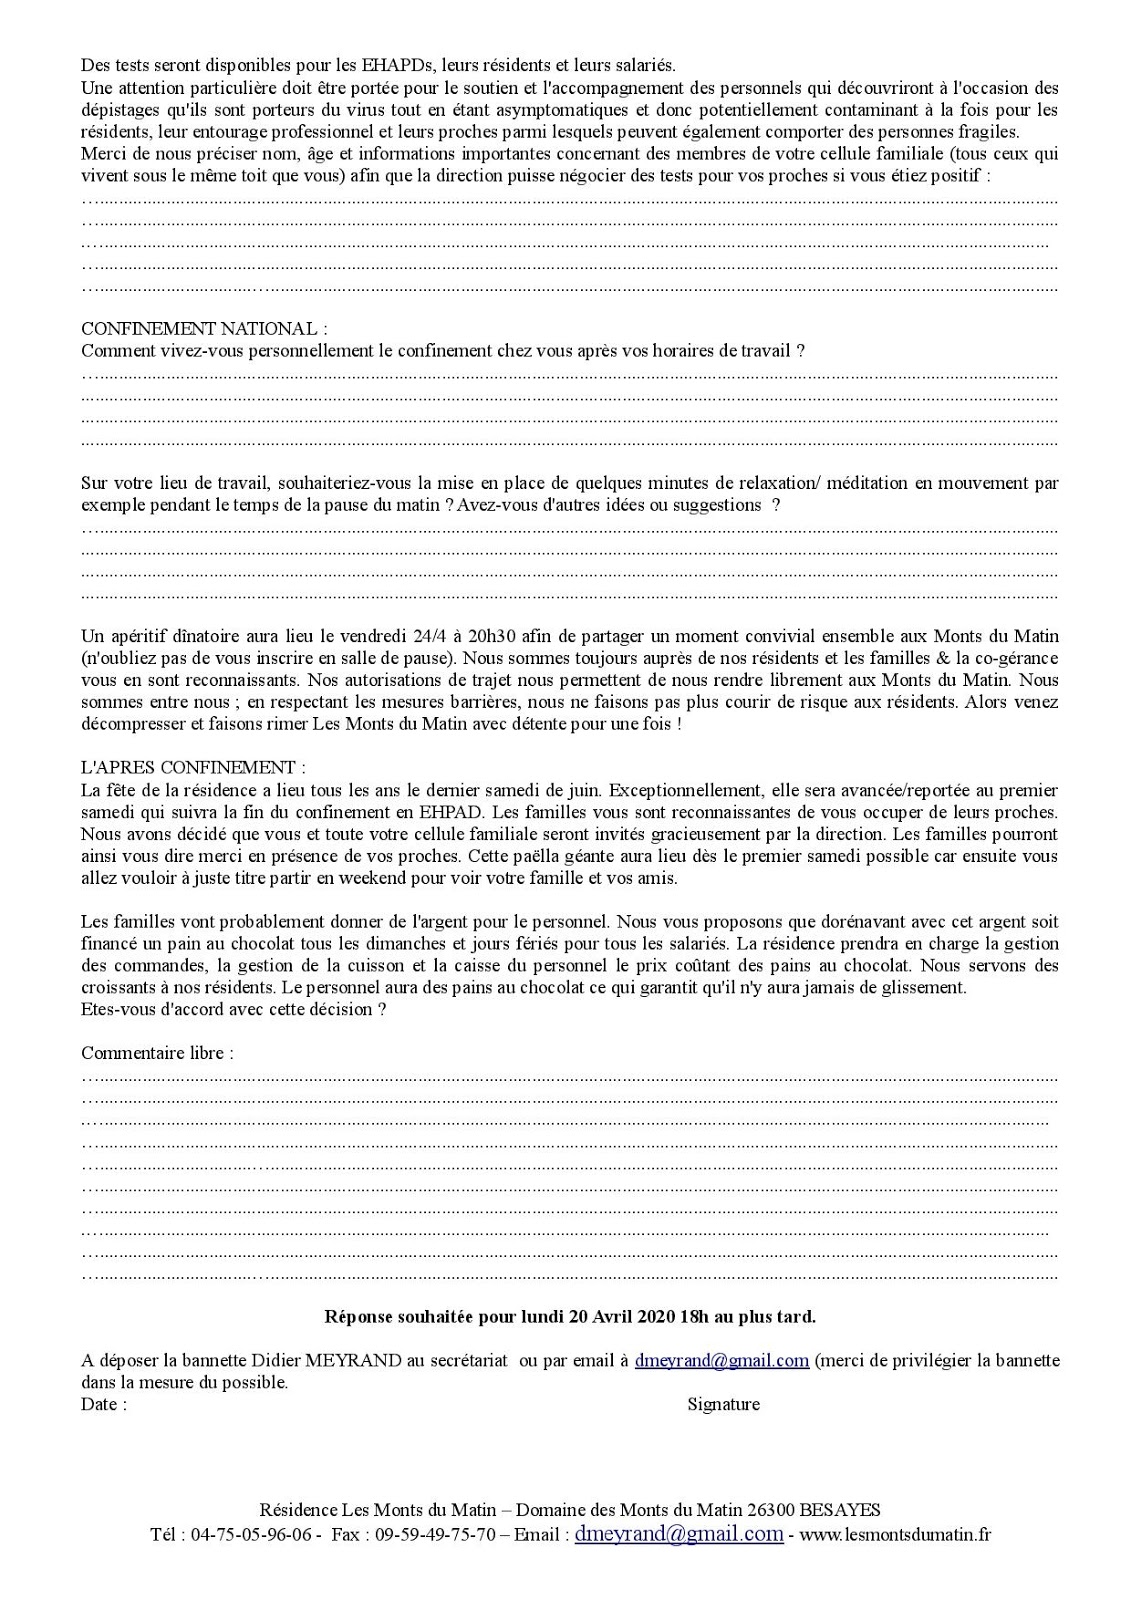 Des tests seront disponibles pour les EHAPDs, leurs résidents et leurs salariés.
Une attention particulière doit être portée pour le soutien et l'accompagnement des personnels qui découvriront à l'occasion des
dépistages qu'ils sont porteurs du virus tout en étant asymptomatiques et donc potentiellement contaminant à la fois pour les
résidents, leur entourage professionnel et leurs proches parmi lesquels peuvent également comporter des personnes fragiles.
Merci de nous préciser nom, âge et informations importantes concernant des membres de votre cellule familiale (tous ceux qui
vivent sous le même toit que vous) afin que la direction puisse négocier des tests pour vos proches si vous étiez positif :
CONFINEMENT NATIONAL :
Comment vivez-vous personnellement le confinement chez vous après vos horaires de travail ?
Sur votre lieu de travail, souhaiteriez-vous la mise en place de quelques minutes de relaxation/ méditation en mouvement par
exemple pendant le temps de la pause du matin ? Avez-vous d'autres idées ou suggestions ?
Un apéritif dînatoire aura lieu le vendredi 24/4 à 20h30 afin de partager un moment convivial ensemble aux Monts du Matin
(n'oubliez pas de vous inscrire en salle de pause). Nous sommes toujours auprès de nos résidents et les familles & la co-gérance
vous en sont reconnaissants. Nos autorisations de trajet nous permettent de nous rendre librement aux Monts du Matin. Nous
sommes entre nous ; en respectant les mesures barrières, nous ne faisons pas plus courir de risque aux résidents. Alors venez
décompresser et faisons rimer Les Monts du Matin avec détente pour une fois !
L'APRES CONFINEMENT :
La fête de la résidence a lieu tous les ans le dernier samedi de juin. Exceptionnellement, elle sera avancée/reportée au premier
samedi qui suivra la fin du confinement en EHPAD. Les familles vous sont reconnaissantes de vous occuper de leurs proches.
Nous avons décidé que vous et toute votre cellule familiale seront invités gracieusement par la direction. Les familles pourront
ainsi vous dire merci en présence de vos proches. Cette paëlla géante aura lieu dès le premier samedi possible car ensuite vous
allez vouloir à juste titre partir en weekend pour voir votre famille et vos amis.
Les familles vont probablement donner de l'argent pour le personnel. Nous vous proposons que dorénavant avec cet argent soit
financé un pain au chocolat tous les dimanches et jours fériés pour tous les salariés. La résidence prendra en charge la gestion
des commandes, la gestion de la cuisson et la caisse du personnel le prix coûtant des pains au chocolat. Nous servons des
croissants à nos résidents. Le personnel aura des pains au chocolat ce qui garantit qu'il n'y aura jamais de glissement.
Etes-vous d'accord avec cette décision ?
Commentaire libre :
Réponse souhaitée pour lundi 20 Avril 2020 18h au plus tard.
A déposer la bannette Didier MEYRAND au secrétariat ou par email à dmeyrand@gmail.com (merci de privilégier la bannette
dans la mesure du possible.
Date : Signature
Résidence Les Monts du Matin – Domaine des Monts du Matin 26300 BESAYES
Tél : 04-75-05-96-06 - Fax : 09-59-49-75-70 – Email : dmeyrand@gmail.com - www.lesmontsdumatin.fr